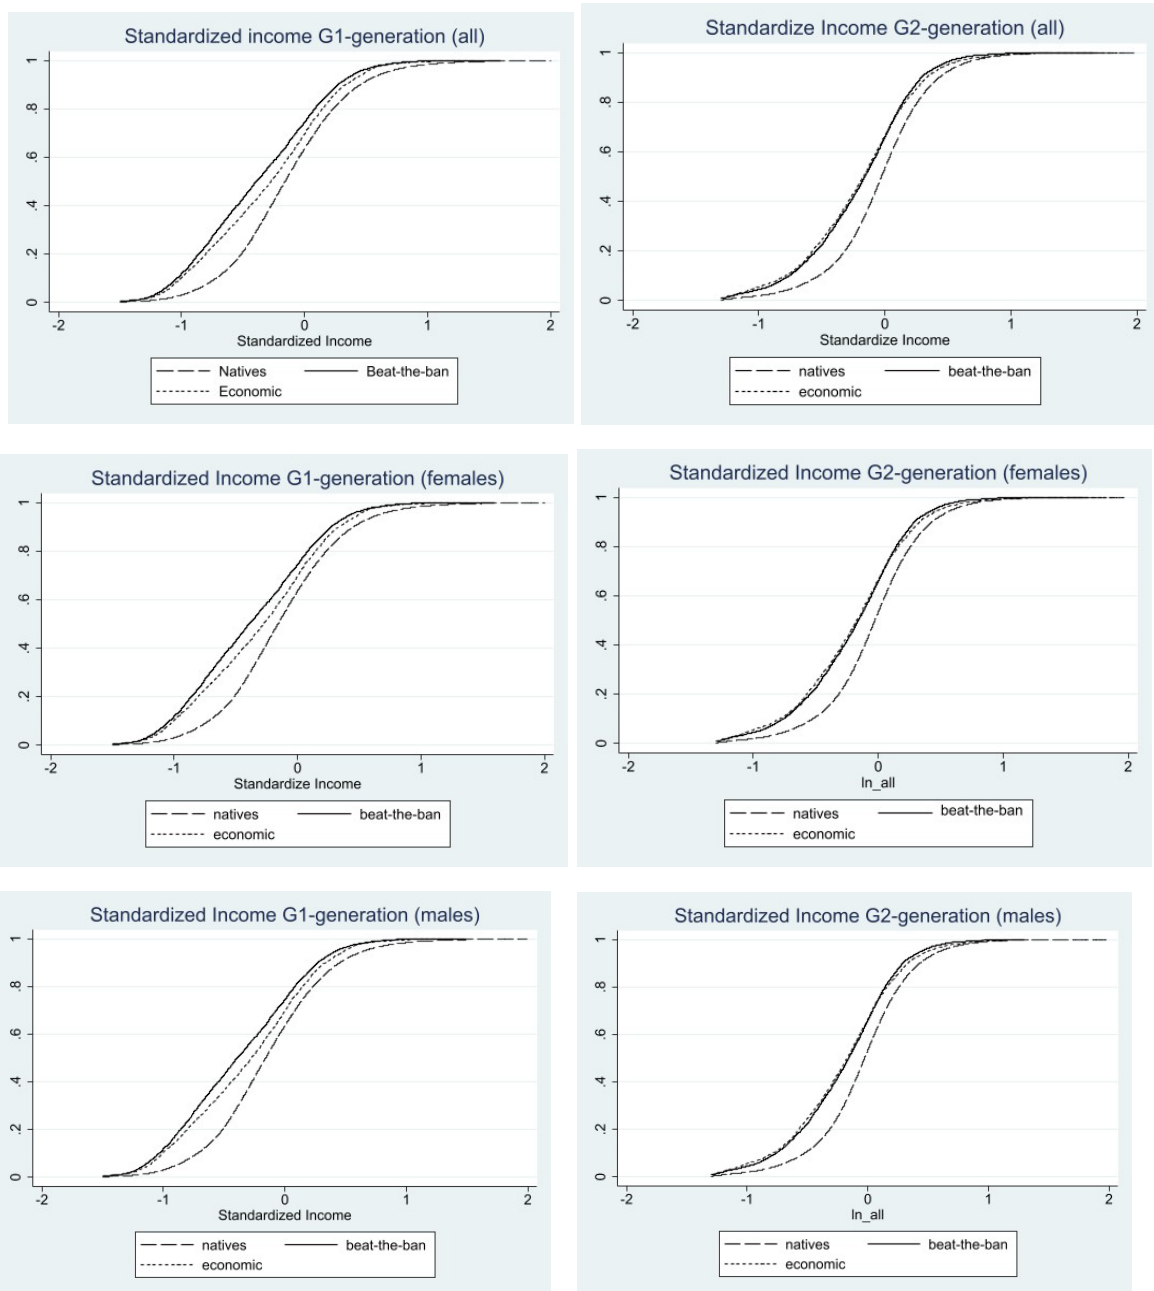 Standardized income G1-generation (all)
1
.8
.6
.4
.2
0
-2 -1 0 1 2
Standardized Income
Natives Beat-the-ban
Economic
Standardize Income G2-generation (all)
1
.8
.6
.4
.2
0
-2 -1 0 1 2
Standardize Income
natives beat-the-ban
economic
Standardized Income G1-generation (females)
1
.8
.6
.4
.2
0
-2 -1 0 1 2
Standardize Income
natives beat-the-ban
economic
Standardized Income G2-generation (females)
1
.8
.6
.4
.2
0
-2 -1 0 1 2
ln_all
natives beat-the-ban
economic
Standardized Income G1-generation (males)
1
.8
.6
.4
.2
0
-2 -1 0 1 2
Standardized Income
natives beat-the-ban
economic
Standardized Income G2-generation (males)
1
.8
.6
.4
.2
0
-2 -1 0 1 2
ln_all
natives beat-the-ban
economic